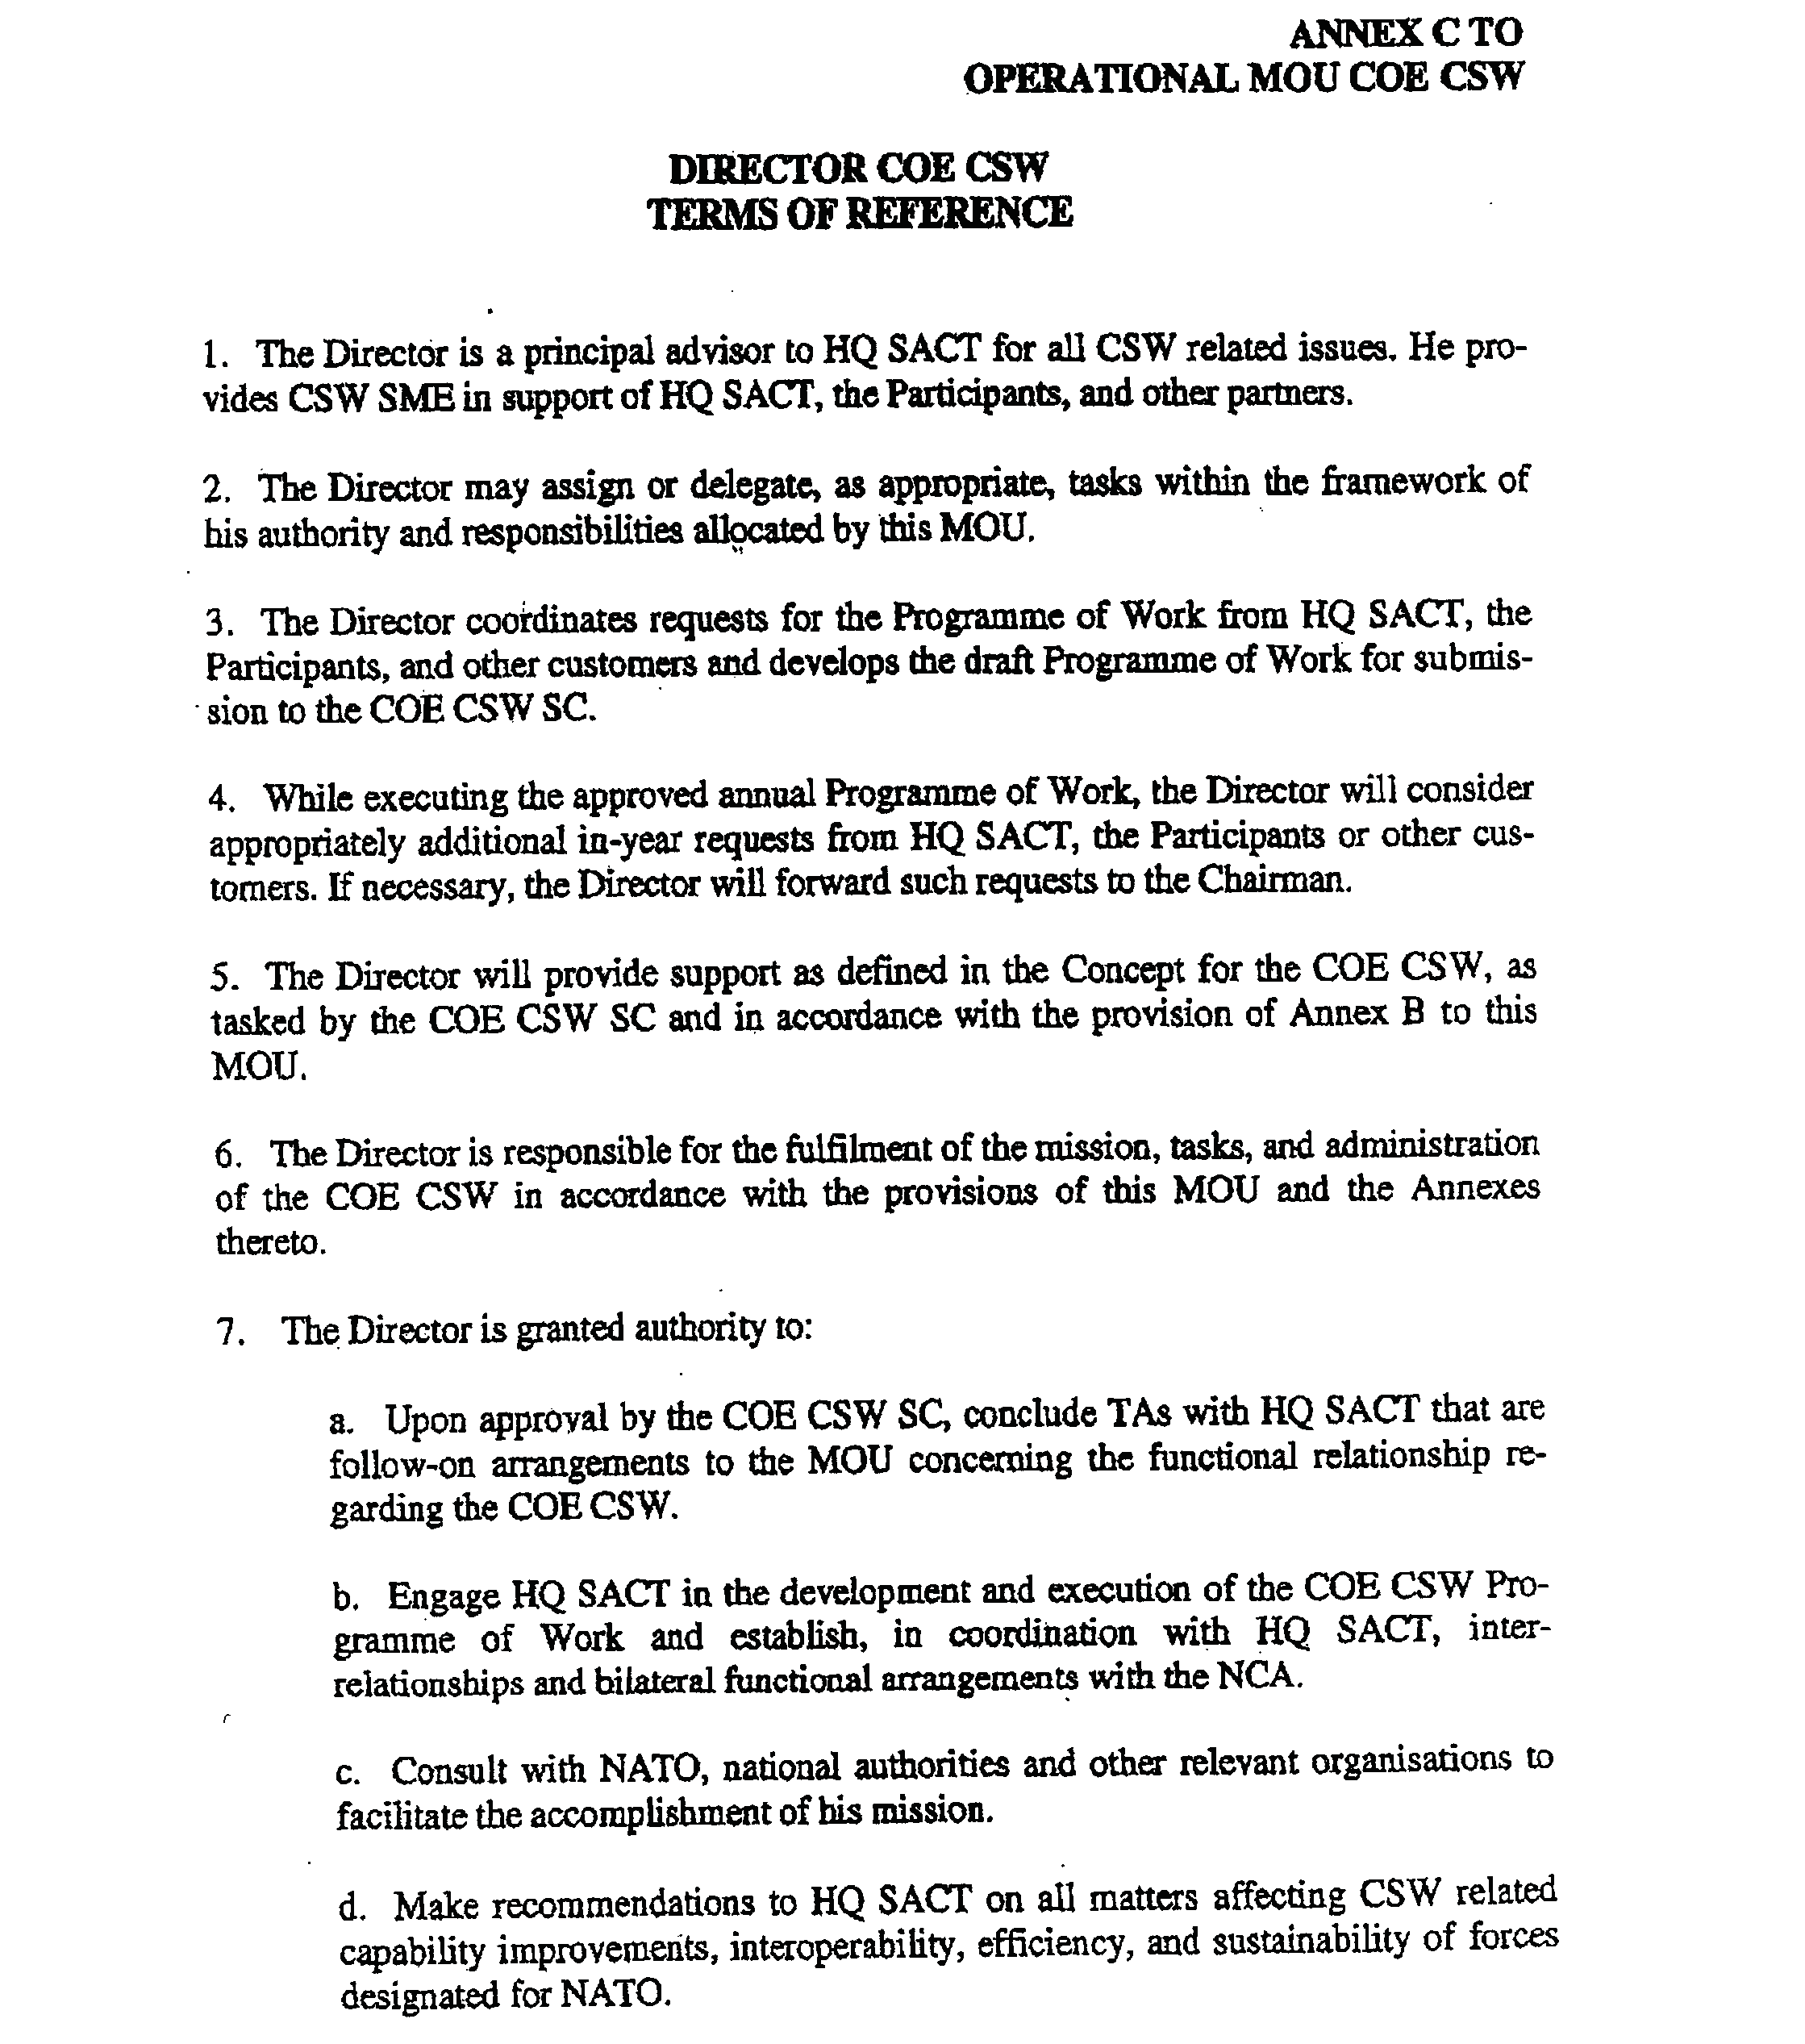 ANNEX C TO
OPERATIONAL MOU COE CSW
DIRECTOR COE CSW
TERMS OF REFERENCE
1. The Director is a principal advisor to HQ SACT for all CSW related issues. He pro-
vides CSW SME in support of HQ SACT, the Participants, and other partners.
2. The Director may assign or delegate, as appropriate, tasks within the framework of
his authority and responsibilities allocated by this MOU.
3. The Director coordinates requests for the Programme of Work from HQ SACT, the
Participants, and other customers and develops the draft Programme of Work for submis-
sion to the COE CSW SC.
4. While executing the approved annual Programme of Work, the Director will consider
appropriately additional in-year requests from HQ SACT, the Participants or other cus-
tomers. If necessary, the Director will forward such requests to the Chairman.
5. The Director will provide support as defined in the Concept for the COE CSW, as
tasked by the COE CSW SC and in accordance with the provision of Annex B to this
MOU.
6. The Director is responsible for the fulfilment of the mission, tasks, and administration
of the COE CSW in accordance with the provisions of this MOU and the Annexes
thereto.
7. The Director is granted authority to:
a. Upon approval by the COE CSW SC, conclude TAs with HQ SACT that are
follow-on arrangements to the MOU concerning the functional relationship re-
garding the COE CSW.
b. Engage HQ SACT in the development and execution of the COE CSW Pro-
gramme of Work and establish, in coordination with HQ SACT, inter-
relationships and bilateral functional arrangements with the NCA.
c. Consult with NATO, national authorities and other relevant organisations to
facilitate the accomplishment of his mission.
d. Make recommendations to HQ SACT on all matters affecting CSW related
capability improvements, interoperability, efficiency, and sustainability of forces
designated for NATO.